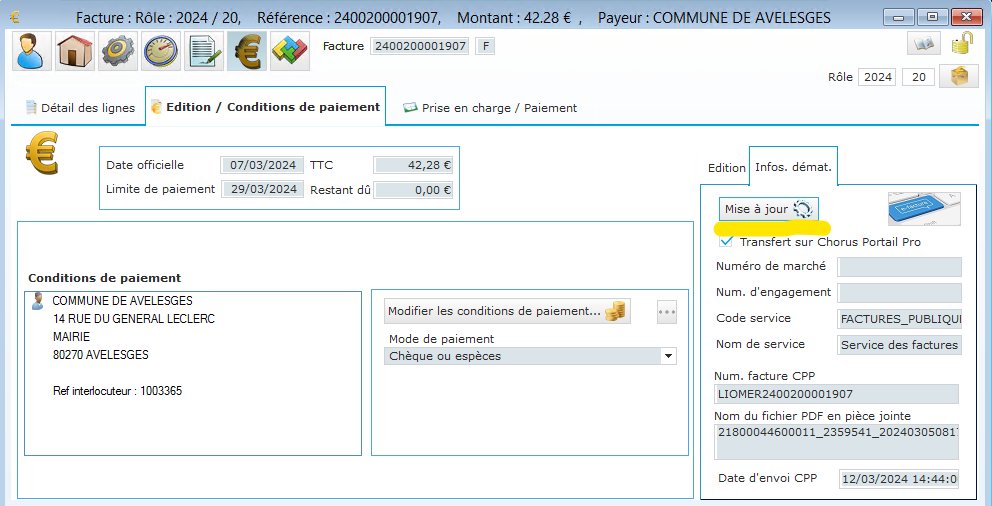 Facture : Rôle : 2024 / 20, Référence : 2400200001907, Montant : 42.28 € , Payeur : COMMUNE DE AVELESGES
Facture 2400200001907 F
Rôle 2024 20
Détail des lignes
Edition / Conditions de paiement
Prise en charge / Paiement
Date officielle 07/03/2024 TTC 42,28 €
Limite de paiement 29/03/2024 Restant dû 0,00 €
Conditions de paiement
COMMUNE DE AVELESGES
14 RUE DU GENERAL LECLERC
MAIRIE
80270 AVELESGES
Ref interlocuteur : 1003365
Modifier les conditions de paiement...
Mode de paiement
Chèque ou espèces
Edition
Infos. démat.
Mise à jour
e-facture
Transfert sur Chorus Portail Pro
Numéro de marché
Num. d'engagement
Code service FACTURES_PUBLIQU
Nom de service Service des factures
Num. facture CPP
LIOMER2400200001907
Nom du fichier PDF en pièce jointe
21800044600011_2359541_20240305081
Date d'envoi CPP 12/03/2024 14:44:0